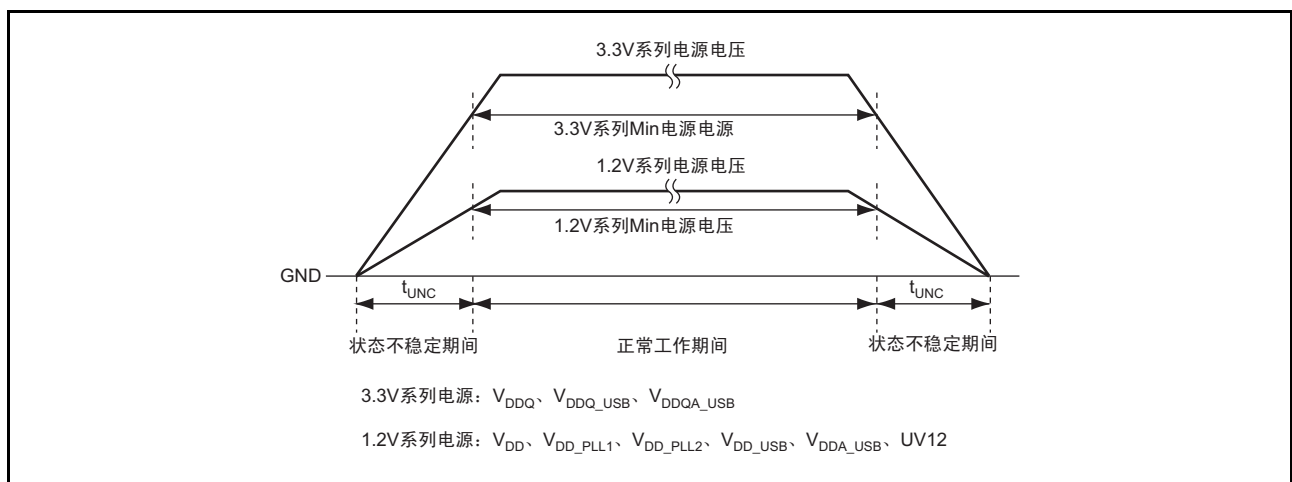 3.3V系列电源电压
3.3V系列Min电源电源
1.2V系列电源电压
1.2V系列Min电源电压
GND
tUNC tUNC
状态不稳定期间 正常工作期间 状态不稳定期间
3.3V系列电源：VDDQ、VDDQ_USB、VDDQA_USB
1.2V系列电源：VDD、VDD_PLL1、VDD_PLL2、VDD_USB、VDDA_USB、UV12